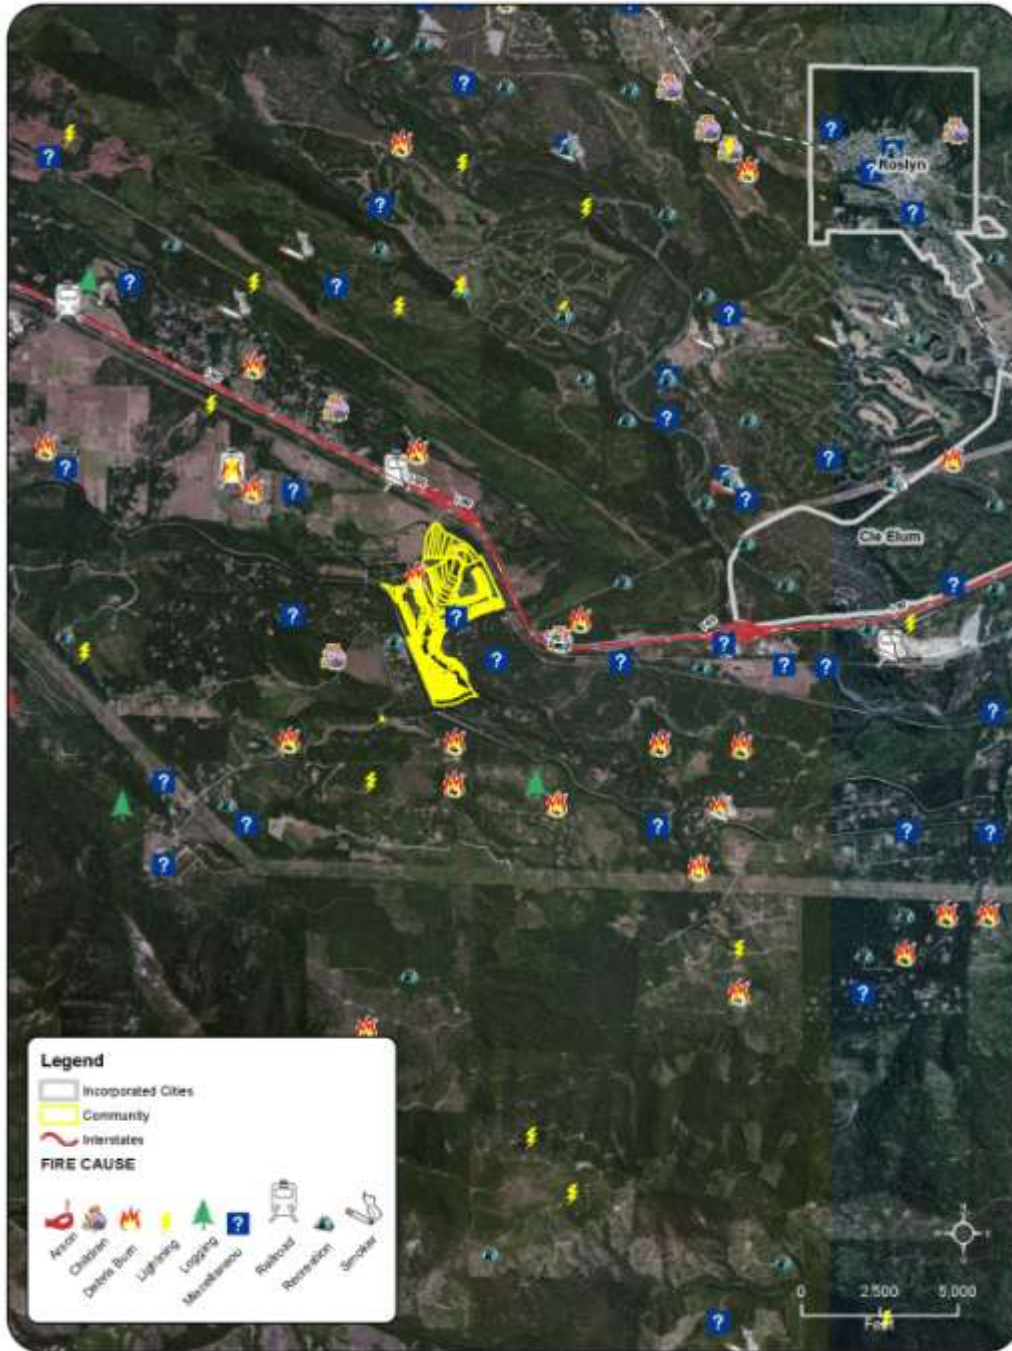 Roslyn
Cle Elum
Legend
Incorporated Cities
Community
Interstates
FIRE CAUSE
Arson
Children
Debris Burn
Lightning
Logging
Miscellaneou
Railroad
Recreation
Smoker
0 2,500 5,000
Feet